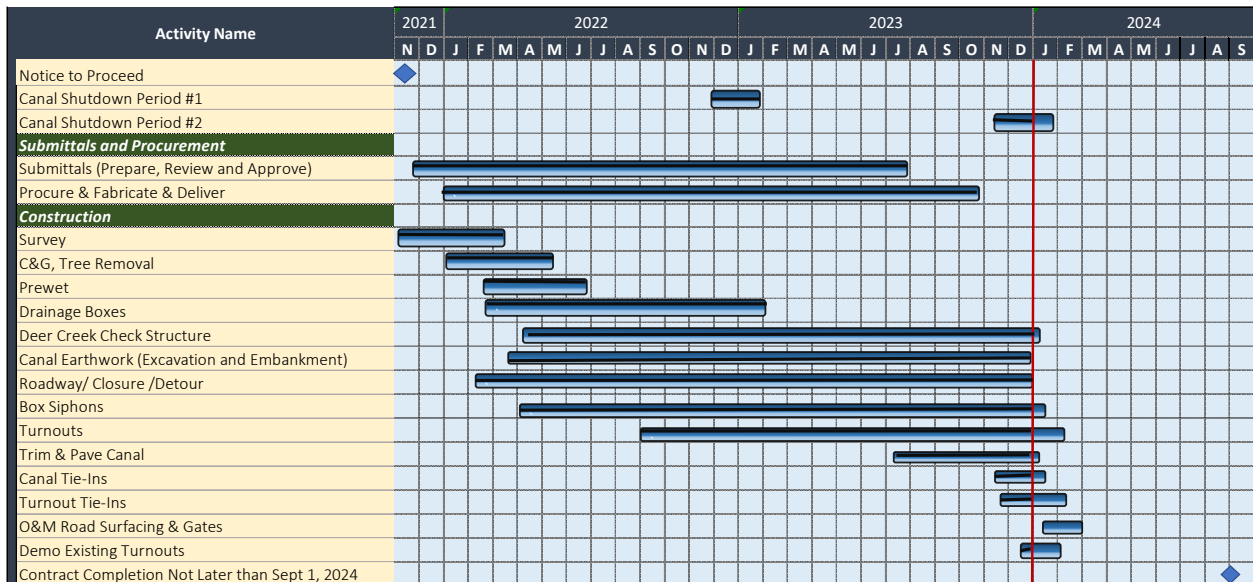 Activity Name
2021 2022 2023 2024
N D J F M A M J J A S O N D J F M A M J J A S O N D J F M A M J J A S
Notice to Proceed
Canal Shutdown Period #1
Canal Shutdown Period #2
Submittals and Procurement
Submittals (Prepare, Review and Approve)
Procure & Fabricate & Deliver
Construction
Survey
C&G, Tree Removal
Prewet
Drainage Boxes
Deer Creek Check Structure
Canal Earthwork (Excavation and Embankment)
Roadway/ Closure /Detour
Box Siphons
Turnouts
Trim & Pave Canal
Canal Tie-Ins
Turnout Tie-Ins
O&M Road Surfacing & Gates
Demo Existing Turnouts
Contract Completion Not Later than Sept 1, 2024